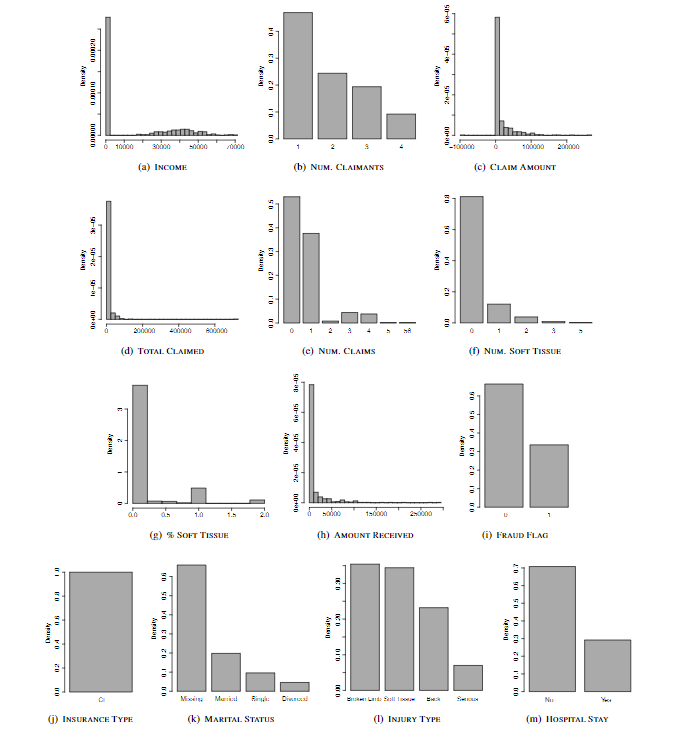 Density 0.00000 0.00010 0.00020
0 10000 30000 50000 70000
(a) INCOME
Density 0.0 0.1 0.2 0.3 0.4
1 2 3 4
(b) NUM. CLAIMANTS
Density 0e+00 2e-05 4e-05 6e-05
-100000 0 100000 200000
(c) CLAIM AMOUNT
Density 0e+00 1e-05 2e-05 3e-05
0 200000 400000 600000 800000
(d) TOTAL CLAIMED
Density 0.0 0.1 0.2 0.3 0.4 0.5
0 1 2 3 4 5
(e) NUM. CLAIMS
Density 0.0 0.2 0.4 0.6 0.8
0 1 2 3 5
(f) NUM. SOFT TISSUE
Density 0 1 2 3
0.0 0.5 1.0 1.5 2.0
(g) % SOFT TISSUE
Density 0e+00 2e-05 4e-05 6e-05 8e-05
0 50000 150000 250000
(h) AMOUNT RECEIVED
Density 0.0 0.1 0.2 0.3 0.4 0.5 0.6
0 1
(i) FRAUD FLAG
Density 0.0 0.2 0.4 0.6 0.8 1.0
CI
(j) INSURANCE TYPE
Density 0.0 0.1 0.2 0.3 0.4 0.5 0.6
Missing Married Single Divorced
(k) MARITAL STATUS
Density 0.00 0.10 0.20 0.30
Broken Limb Soft Tissue Back Serious
(l) INJURY TYPE
Density 0.0 0.1 0.2 0.3 0.4 0.5 0.6 0.7
No Yes
(m) HOSPITAL STAY